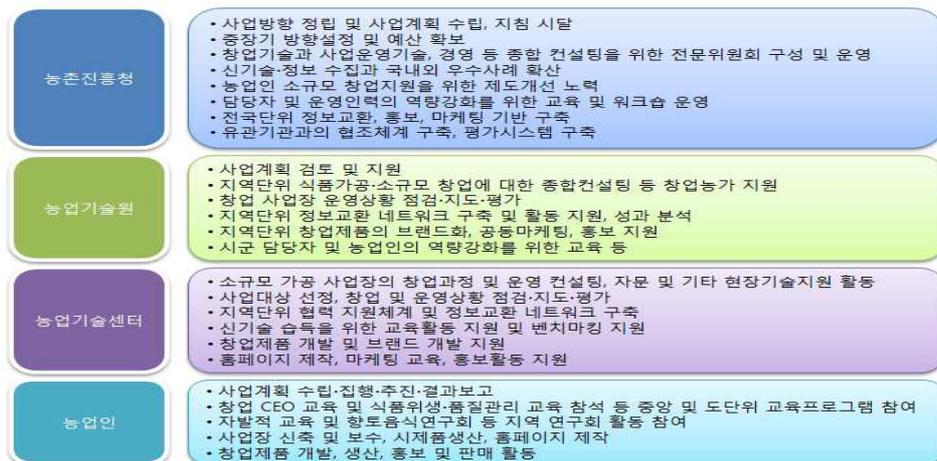 농촌진흥청
• 사업방향 정립 및 사업계획 수립, 지침 시달
• 중장기 방향설정 및 예산 확보
• 창업기술과 사업운영기술, 경영 등 종합 컨설팅을 위한 전문위원회 구성 및 운영
• 신기술·정보 수집과 국내외 우수사례 확산
• 농업인 소규모 창업지원을 위한 제도개선 노력
• 담당자 및 운영인력의 역량강화를 위한 교육 및 워크숍 운영
• 전국단위 정보교환, 홍보, 마케팅 기반 구축
• 유관기관과의 협조체계 구축, 평가시스템 구축
농업기술원
• 사업계획 검토 및 지원
• 지역단위 식품가공·소규모 창업에 대한 종합컨설팅 등 창업농가 지원
• 창업 사업장 운영상황 점검·지도·평가
• 지역단위 정보교환 네트워크 구축 및 활동 지원, 성과 분석
• 지역단위 창업제품의 브랜드화, 공동마케팅, 홍보 지원
• 시군 담당자 및 농업인의 역량강화를 위한 교육 등
농업기술센터
• 소규모 가공 사업장의 창업과정 및 운영 컨설팅, 자문 및 기타 현장기술지원 활동
• 사업대상 선정, 창업 및 운영상황 점검·지도·평가
• 지역단위 협력 지원체계 및 정보교환 네트워크 구축
• 신기술 습득을 위한 교육활동 지원 및 벤치마킹 지원
• 창업제품 개발 및 브랜드 개발 지원
• 홈페이지 제작, 마케팅 교육, 홍보활동 지원
농업인
• 사업계획 수립·집행·추진·결과보고
• 창업 CEO 교육 및 식품위생·품질관리 교육 참석 등 중앙 및 도단위 교육프로그램 참여
• 자발적 교육 및 향토음식연구회 등 지역 연구회 활동 참여
• 사업장 신축 및 보수, 시제품생산, 홈페이지 제작
• 창업제품 개발, 생산, 홍보 및 판매 활동